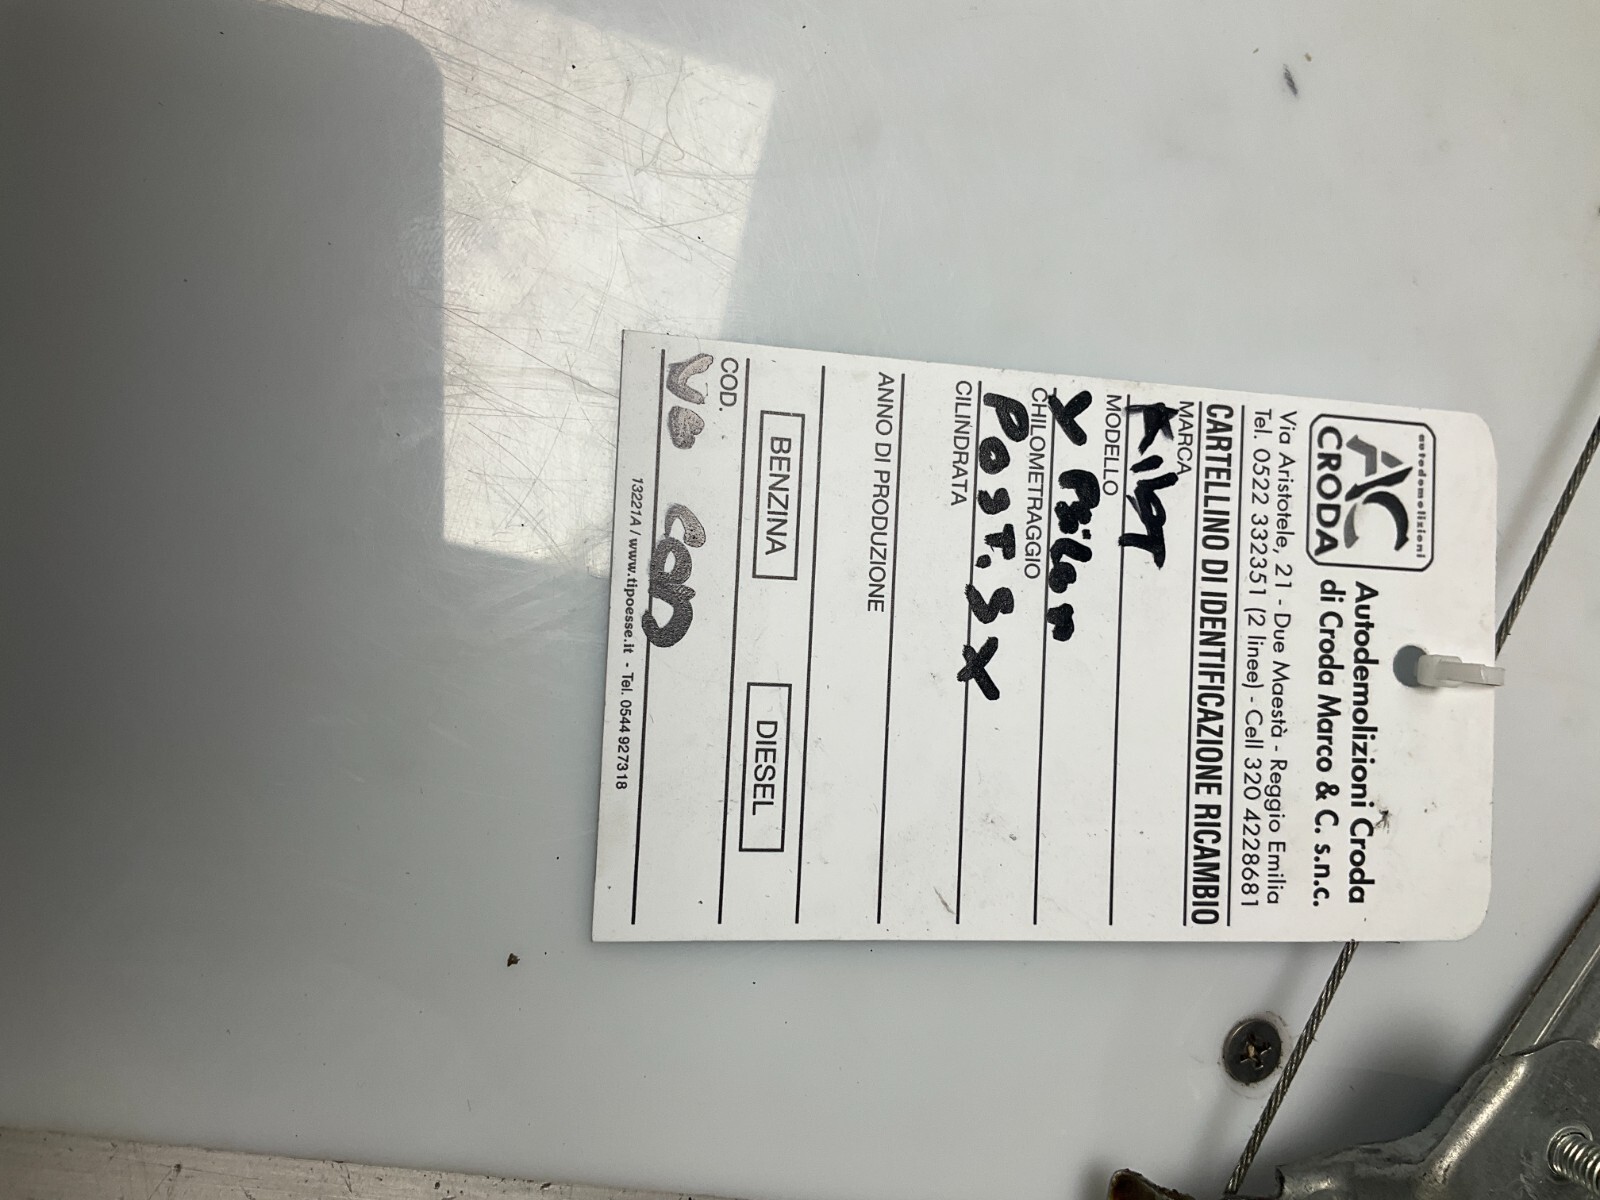 autodemolizioni
AC
CRODA
Autodemolizioni Croda
di Croda Marco & C. s.n.c.
Via Aristotele, 21 - Due Maestà - Reggio Emilia
Tel. 0522 332351 (2 linee) - Cell 320 4228681
CARTELLINO DI IDENTIFICAZIONE RICAMBIO
MARCA
MODELLO
Y
CHILOMETRAGGIO
POST. SX
CILINDRATA
ANNO DI PRODUZIONE
BENZINA DIESEL
COD.
13221A / www.tipoesse.it - Tel. 0544 927318